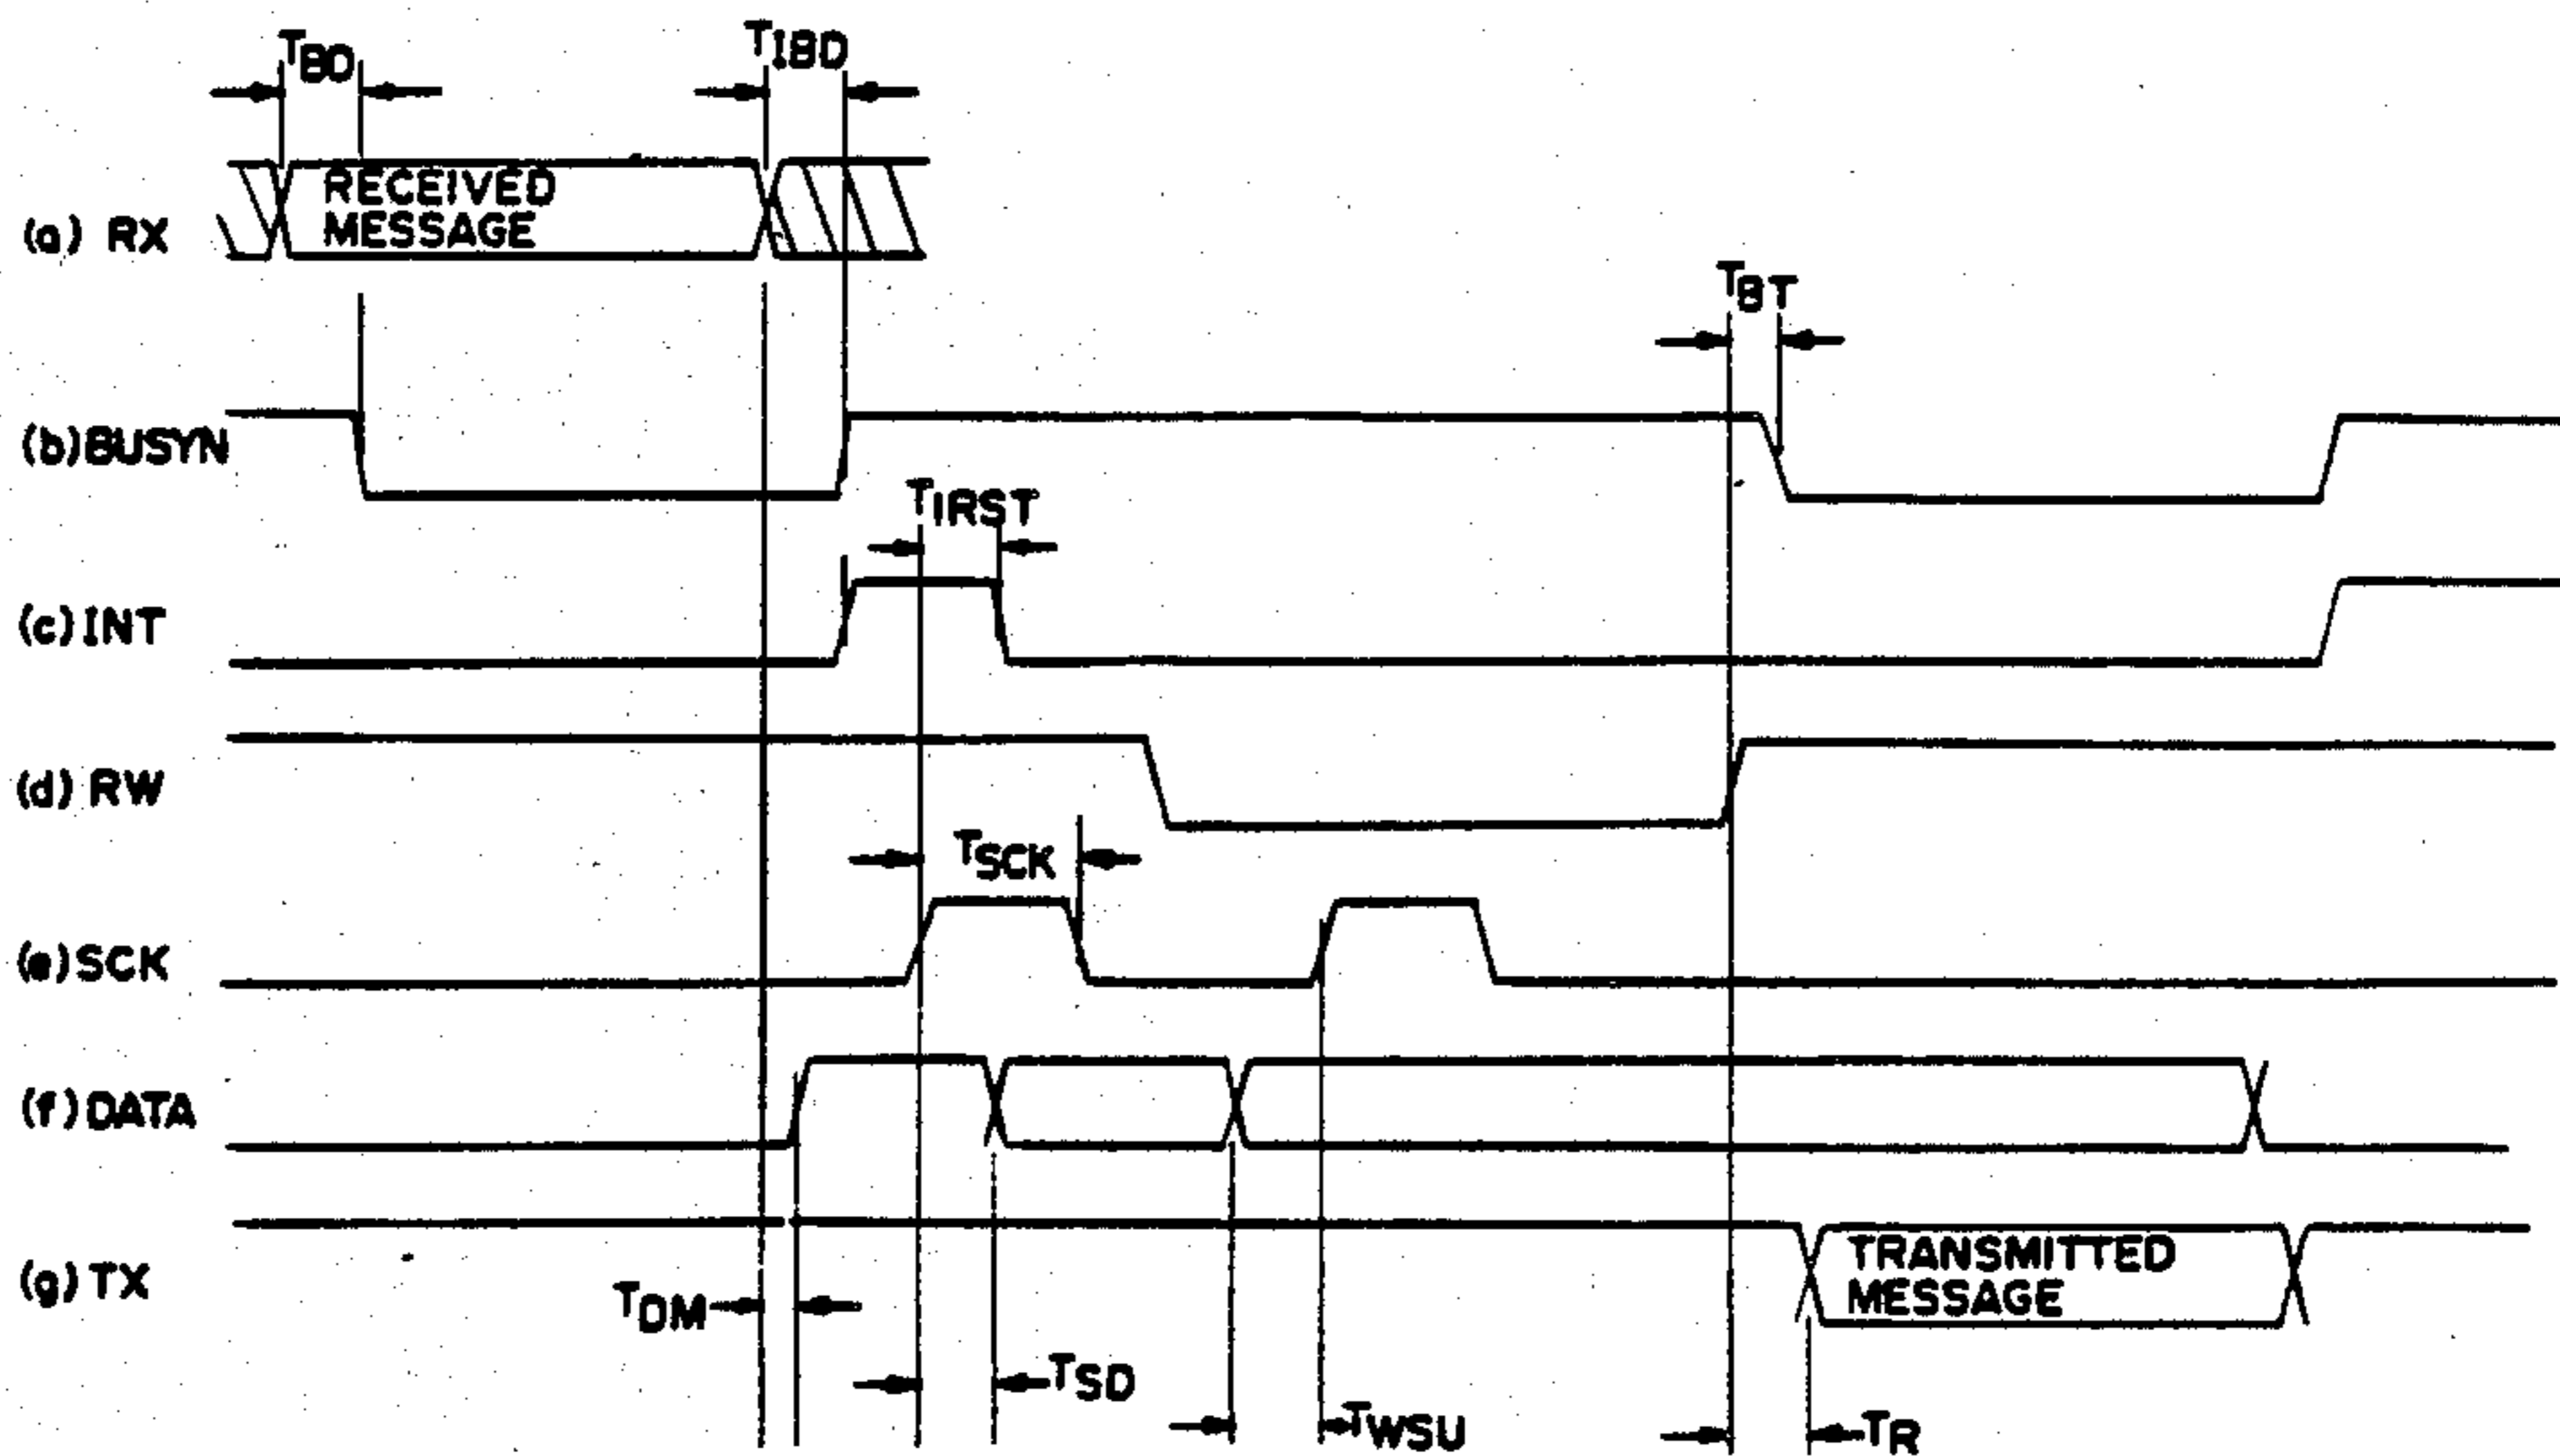 TBD
TIBD
(a) RX
RECEIVED
MESSAGE
TBT
(b) BUSYN
TIRST
(c) INT
(d) RW
TSCK
(e) SCK
(f) DATA
(g) TX
TRANSMITTED
MESSAGE
TDM
TSD
TWSU
TR